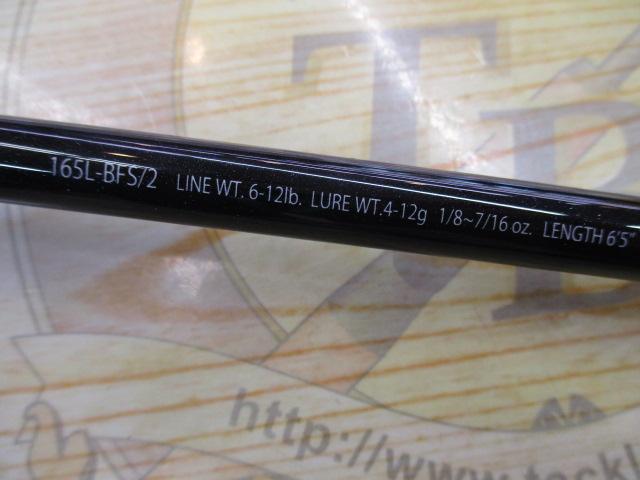 165L-BFS/2 LINE WT. 6-12lb. LURE WT.4-12g 1/8~7/16 oz. LENGTH 6'5"
TB
http://www.tackl